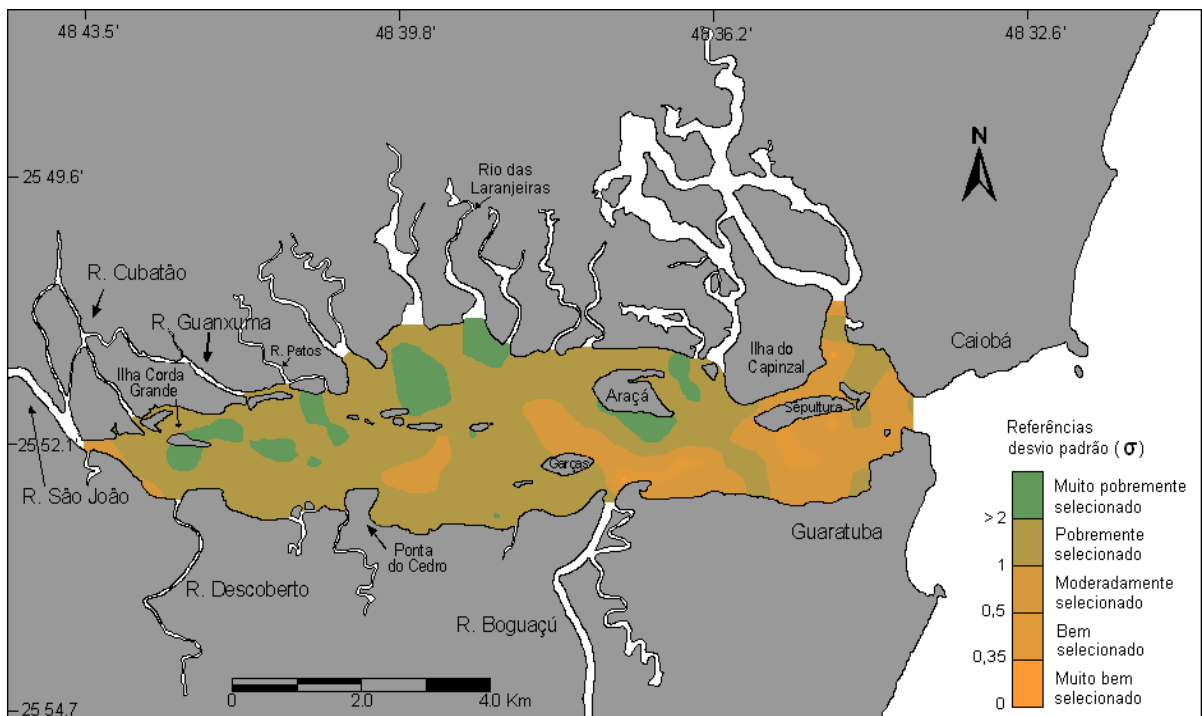 48 43.5'
48 39.8'
48 36.2'
48 32.6'
N
25 49.6'
Rio das
Laranjeiras
R. Cubatão
R. Guanxuma
R. Patos
Ilha Corda
Grande
Ilha do
Capinzal
Caiobá
Araçá
Sepultura
25 52.1
Garças
R. São João
Guaratuba
Ponta
do Cedro
R. Descoberto
R. Boguaçú
0
2.0
4.0 Km
25 54.7
Referências
desvio padrão ( σ )
Muito pobremente
selecionado
> 2
Pobremente
selecionado
1
Moderadamente
selecionado
0,5
Bem
selecionado
0,35
Muito bem
selecionado
0